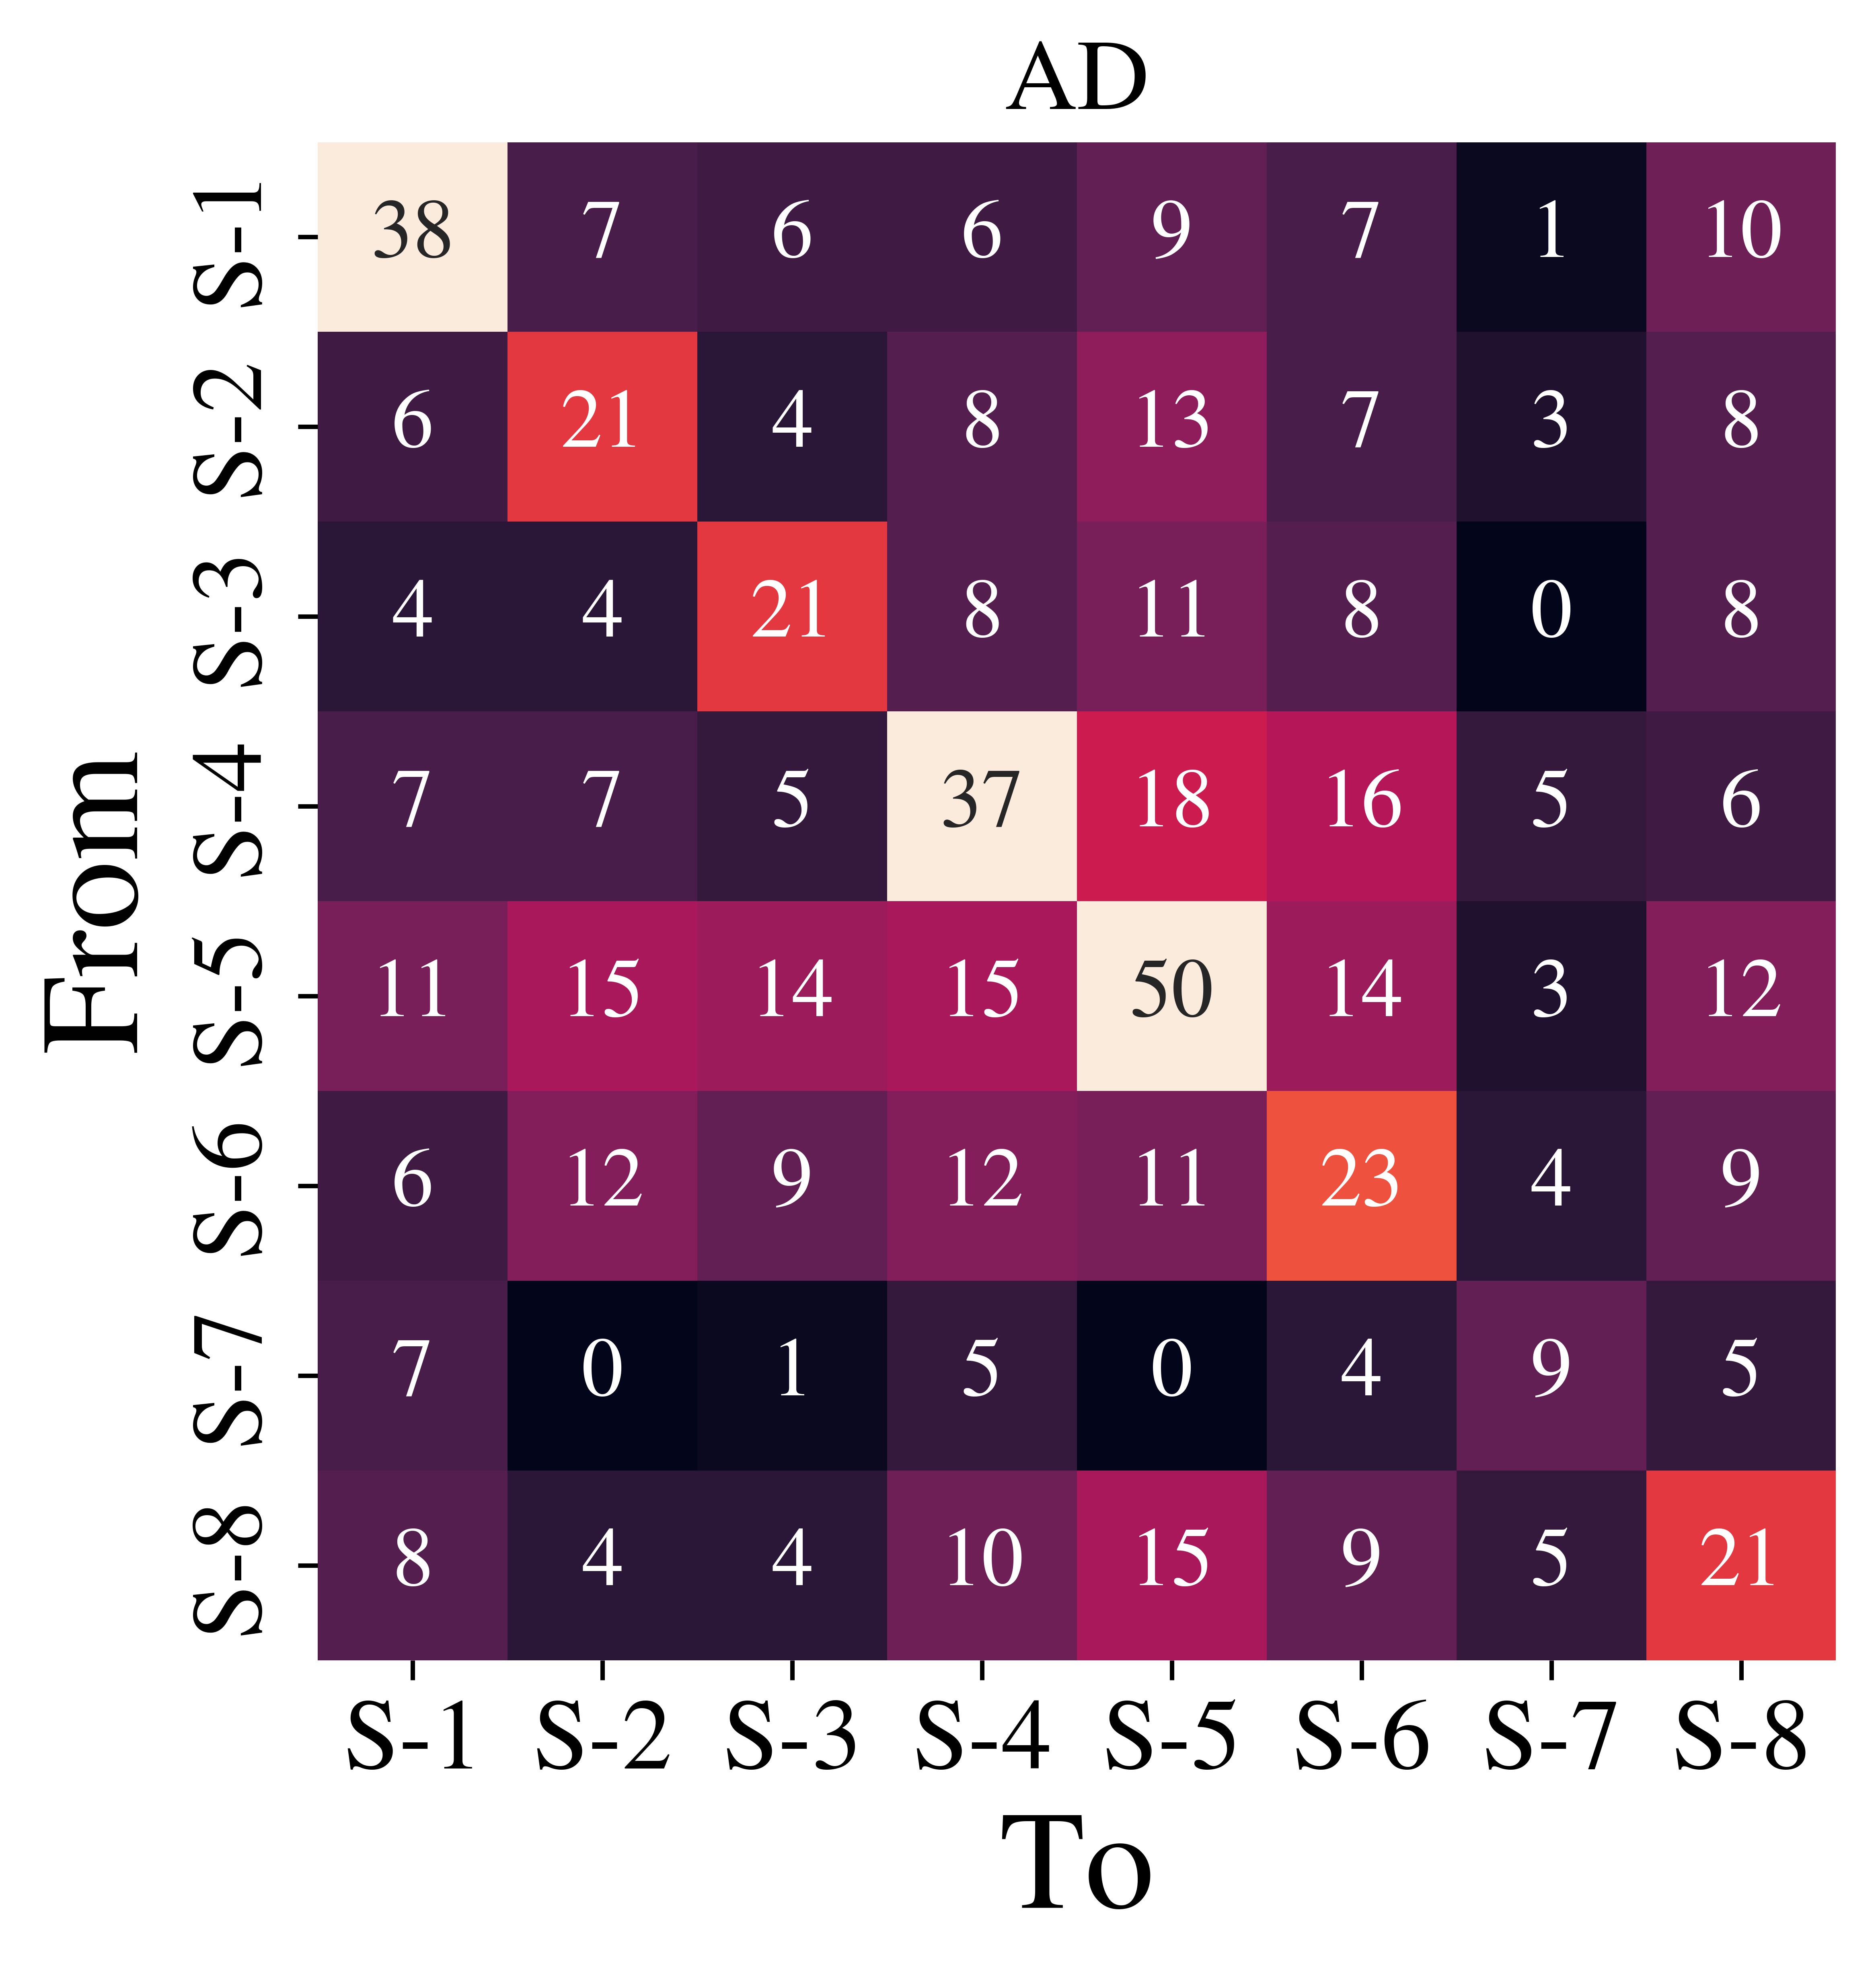 AD
From
S-1 38 7 6 6 9 7 1 10
S-2 6 21 4 8 13 7 3 8
S-3 4 4 21 8 11 8 0 8
S-4 7 7 5 37 18 16 5 6
S-5 11 15 14 15 50 14 3 12
S-6 6 12 9 12 11 23 4 9
S-7 7 0 1 5 0 4 9 5
S-8 8 4 4 10 15 9 5 21
S-1 S-2 S-3 S-4 S-5 S-6 S-7 S-8
To